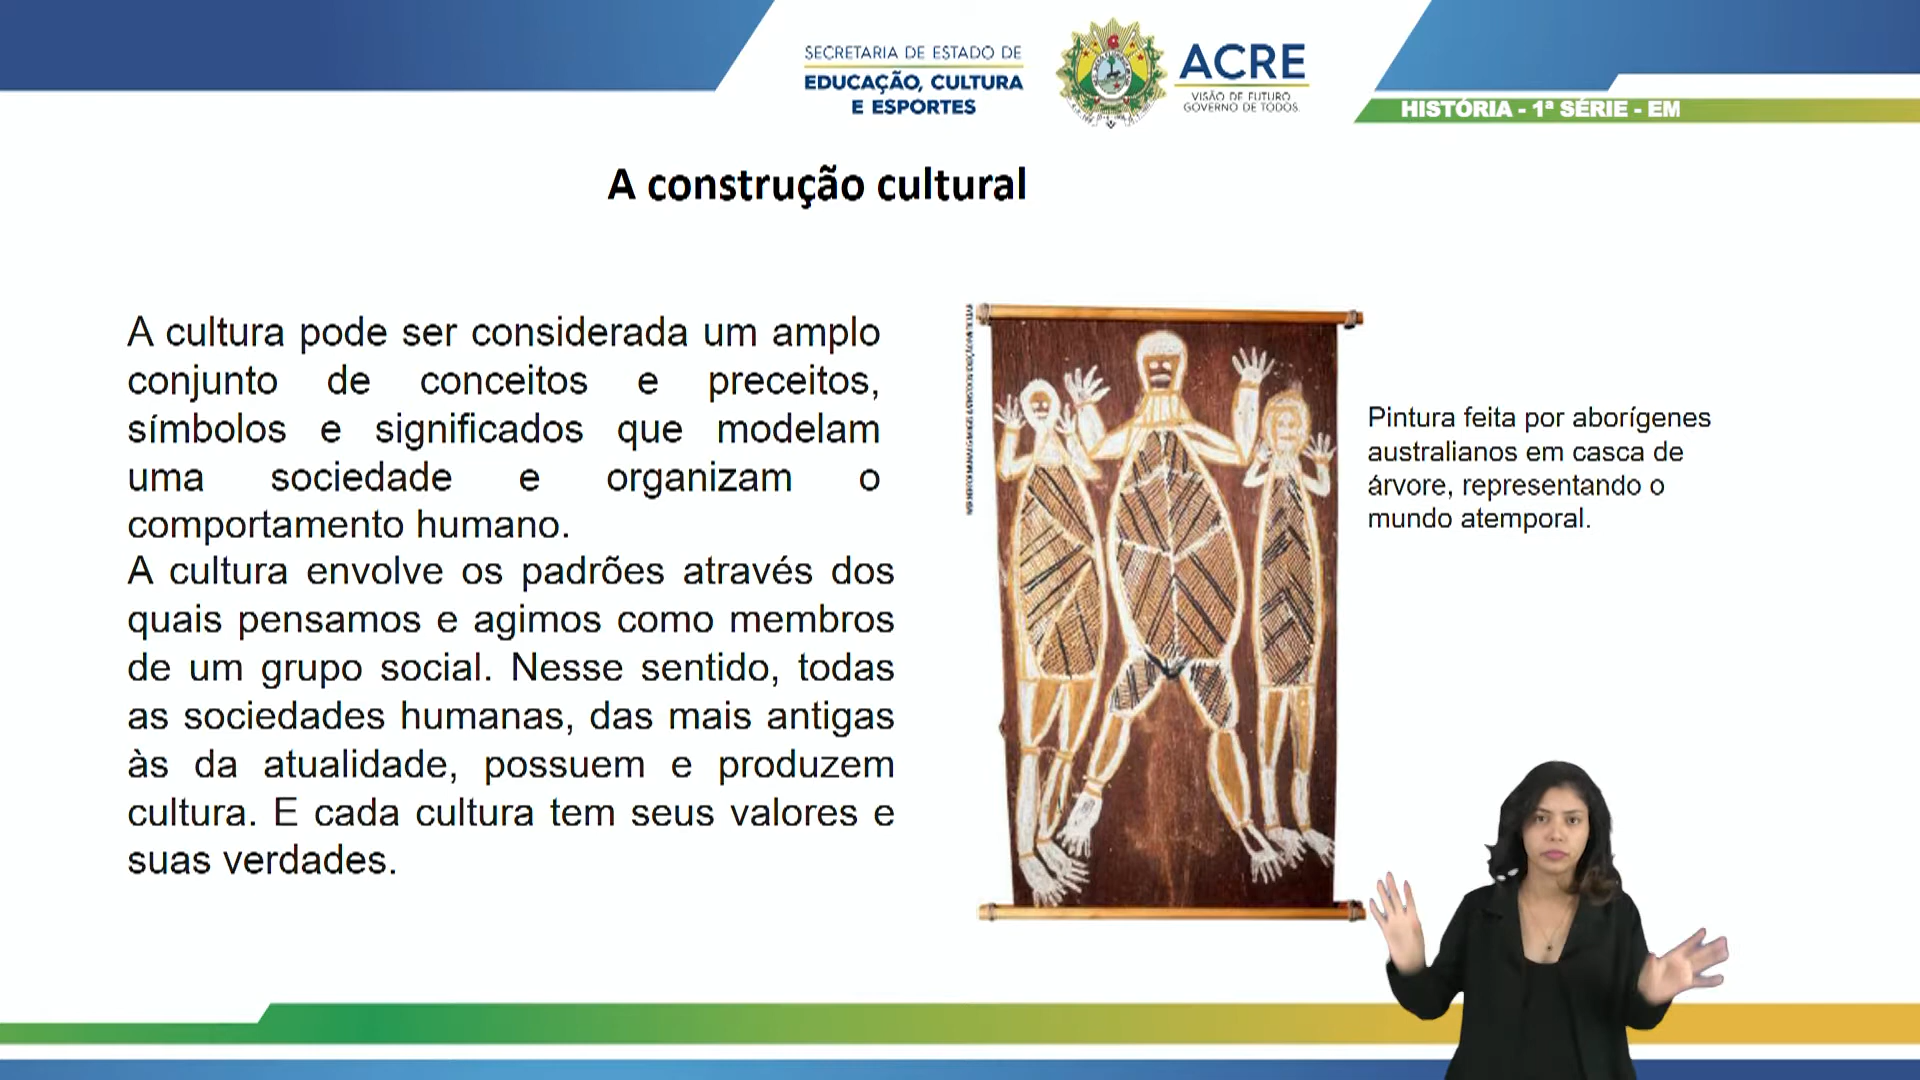 SECRETARIA DE ESTADO DE
EDUCAÇÃO, CULTURA
E ESPORTES
ACRE
VISÃO DE FUTURO
GOVERNO DE TODOS
HISTÓRIA - 1ª SÉRIE - EM
A construção cultural
A cultura pode ser considerada um amplo
conjunto de conceitos e preceitos,
símbolos e significados que modelam
uma sociedade e organizam o
comportamento humano.
A cultura envolve os padrões através dos
quais pensamos e agimos como membros
de um grupo social. Nesse sentido, todas
as sociedades humanas, das mais antigas
às da atualidade, possuem e produzem
cultura. E cada cultura tem seus valores e
suas verdades.
Pintura feita por aborígenes
australianos em casca de
árvore, representando o
mundo atemporal.